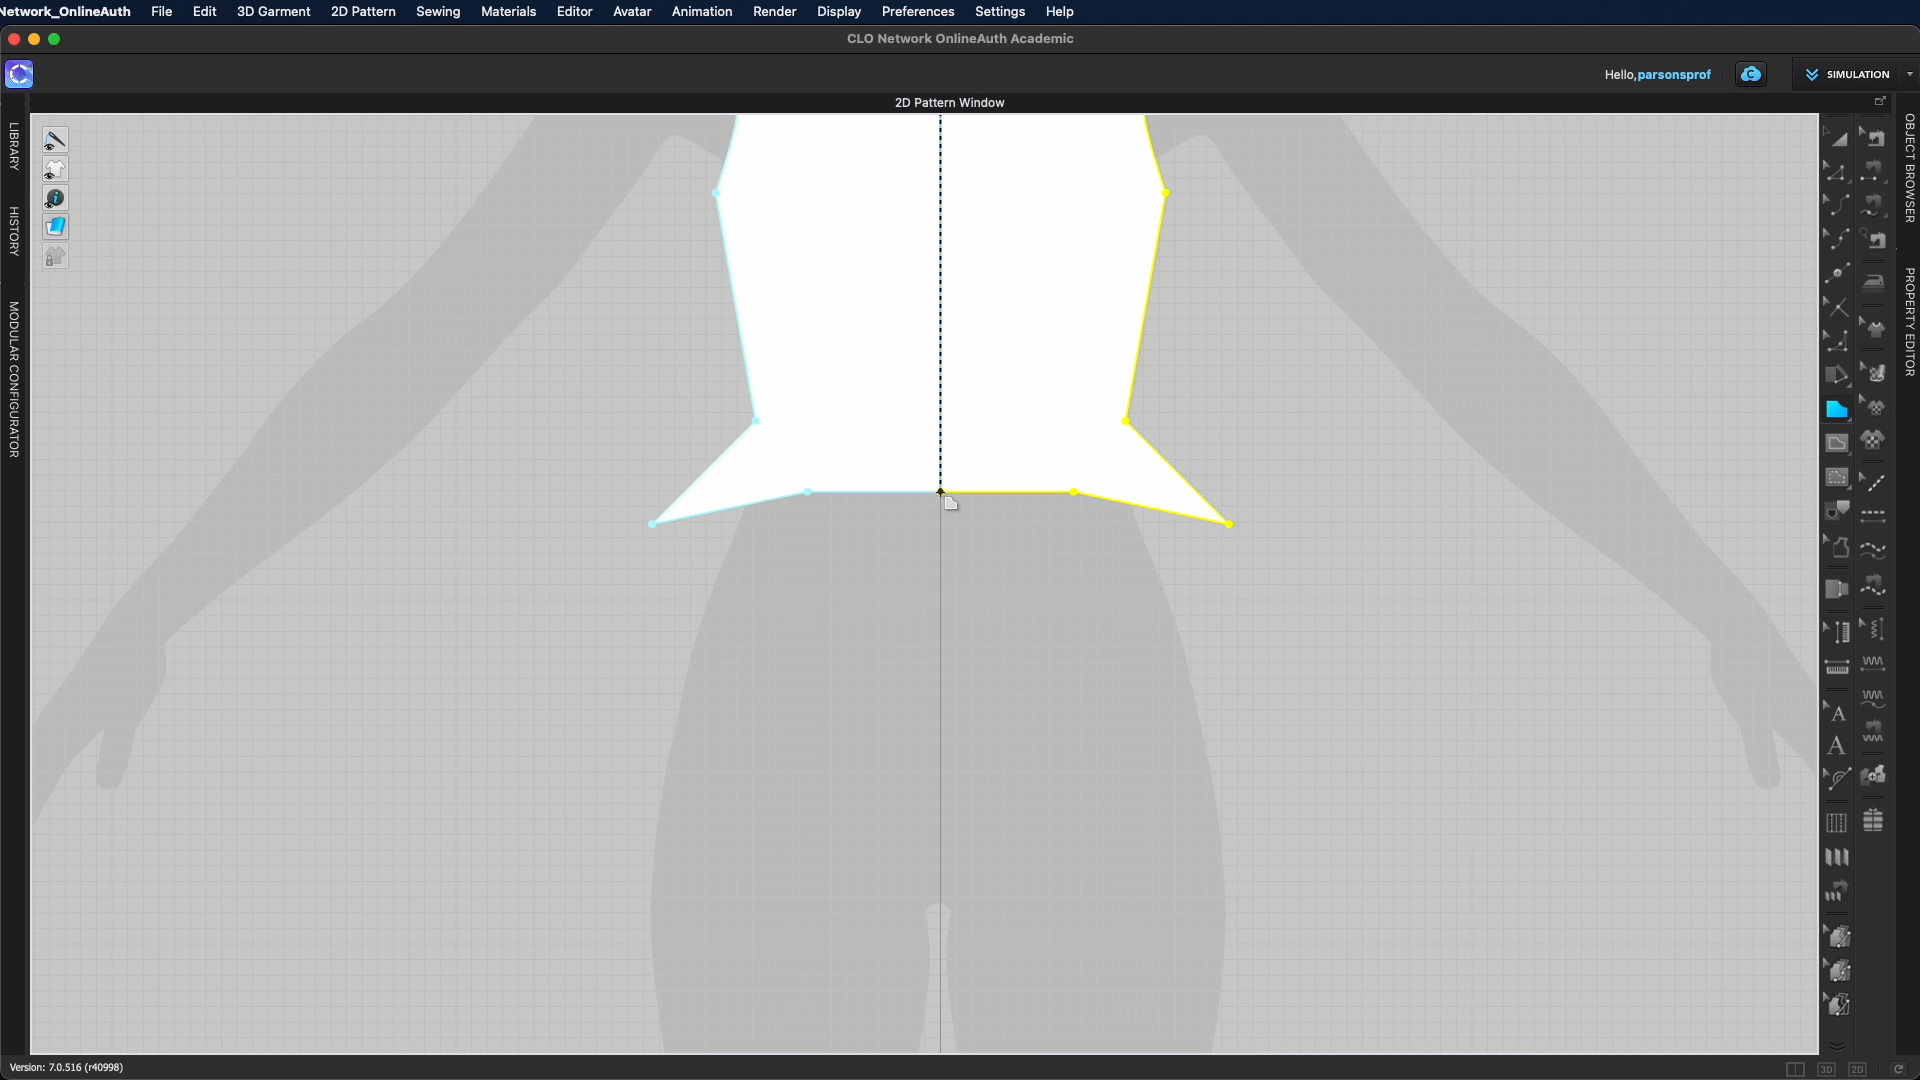 Network_OnlineAuth File Edit 3D Garment 2D Pattern Sewing Materials Editor Avatar Animation Render Display Preferences Settings Help
CLO Network OnlineAuth Academic
Hello,parsonsprof
SIMULATION
2D Pattern Window
LIBRARY
HISTORY
MODULAR CONFIGURATOR
OBJECT BROWSER
PROPERTY EDITOR
A
A
Version: 7.0.516 (r40998)
3D
2D